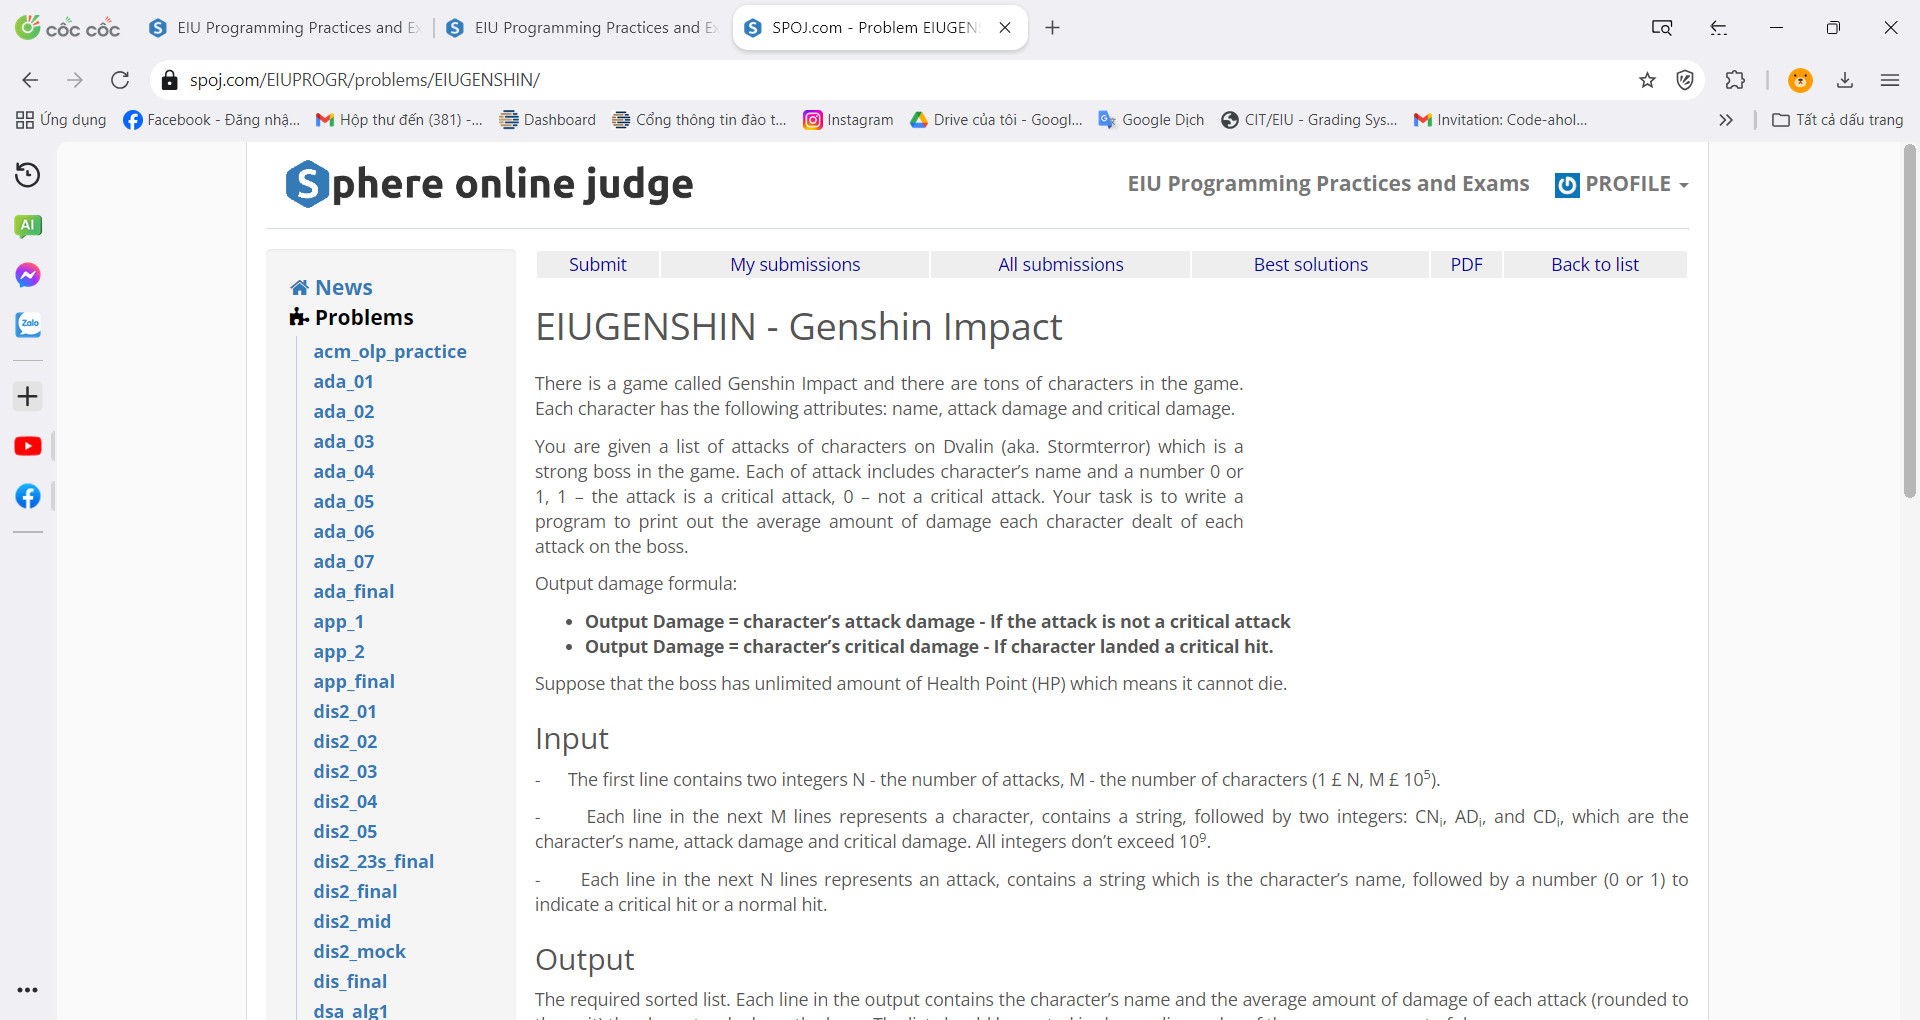 cốc cốc
EIU Programming Practices and Ex
EIU Programming Practices and Ex
SPOJ.com - Problem EIUGENS
spoj.com/EIUPROGR/problems/EIUGENSHIN/
Ứng dụng
Facebook - Đăng nhậ...
Hộp thư đến (381) -...
Dashboard
Cổng thông tin đào t...
Instagram
Drive của tôi - Googl...
Google Dịch
CIT/EIU - Grading Sys...
Invitation: Code-ahol...
Tất cả dấu trang
AI
Zalo
Sphere online judge
EIU Programming Practices and Exams
PROFILE
News
Problems
acm_olp_practice
ada_01
ada_02
ada_03
ada_04
ada_05
ada_06
ada_07
ada_final
app_1
app_2
app_final
dis2_01
dis2_02
dis2_03
dis2_04
dis2_05
dis2_23s_final
dis2_final
dis2_mid
dis2_mock
dis_final
dsa_alg1
Submit
My submissions
All submissions
Best solutions
PDF
Back to list
EIUGENSHIN - Genshin Impact
There is a game called Genshin Impact and there are tons of characters in the game.
Each character has the following attributes: name, attack damage and critical damage.
You are given a list of attacks of characters on Dvalin (aka. Stormterror) which is a
strong boss in the game. Each of attack includes character’s name and a number 0 or
1, 1 – the attack is a critical attack, 0 – not a critical attack. Your task is to write a
program to print out the average amount of damage each character dealt of each
attack on the boss.
Output damage formula:
• Output Damage = character’s attack damage - If the attack is not a critical attack
• Output Damage = character’s critical damage - If character landed a critical hit.
Suppose that the boss has unlimited amount of Health Point (HP) which means it cannot die.
Input
- The first line contains two integers N - the number of attacks, M - the number of characters (1 £ N, M £ 10⁵).
- Each line in the next M lines represents a character, contains a string, followed by two integers: CNᵢ, ADᵢ, and CDᵢ, which are the
character’s name, attack damage and critical damage. All integers don’t exceed 10⁹.
- Each line in the next N lines represents an attack, contains a string which is the character’s name, followed by a number (0 or 1) to
indicate a critical hit or a normal hit.
Output
The required sorted list. Each line in the output contains the character’s name and the average amount of damage of each attack (rounded to